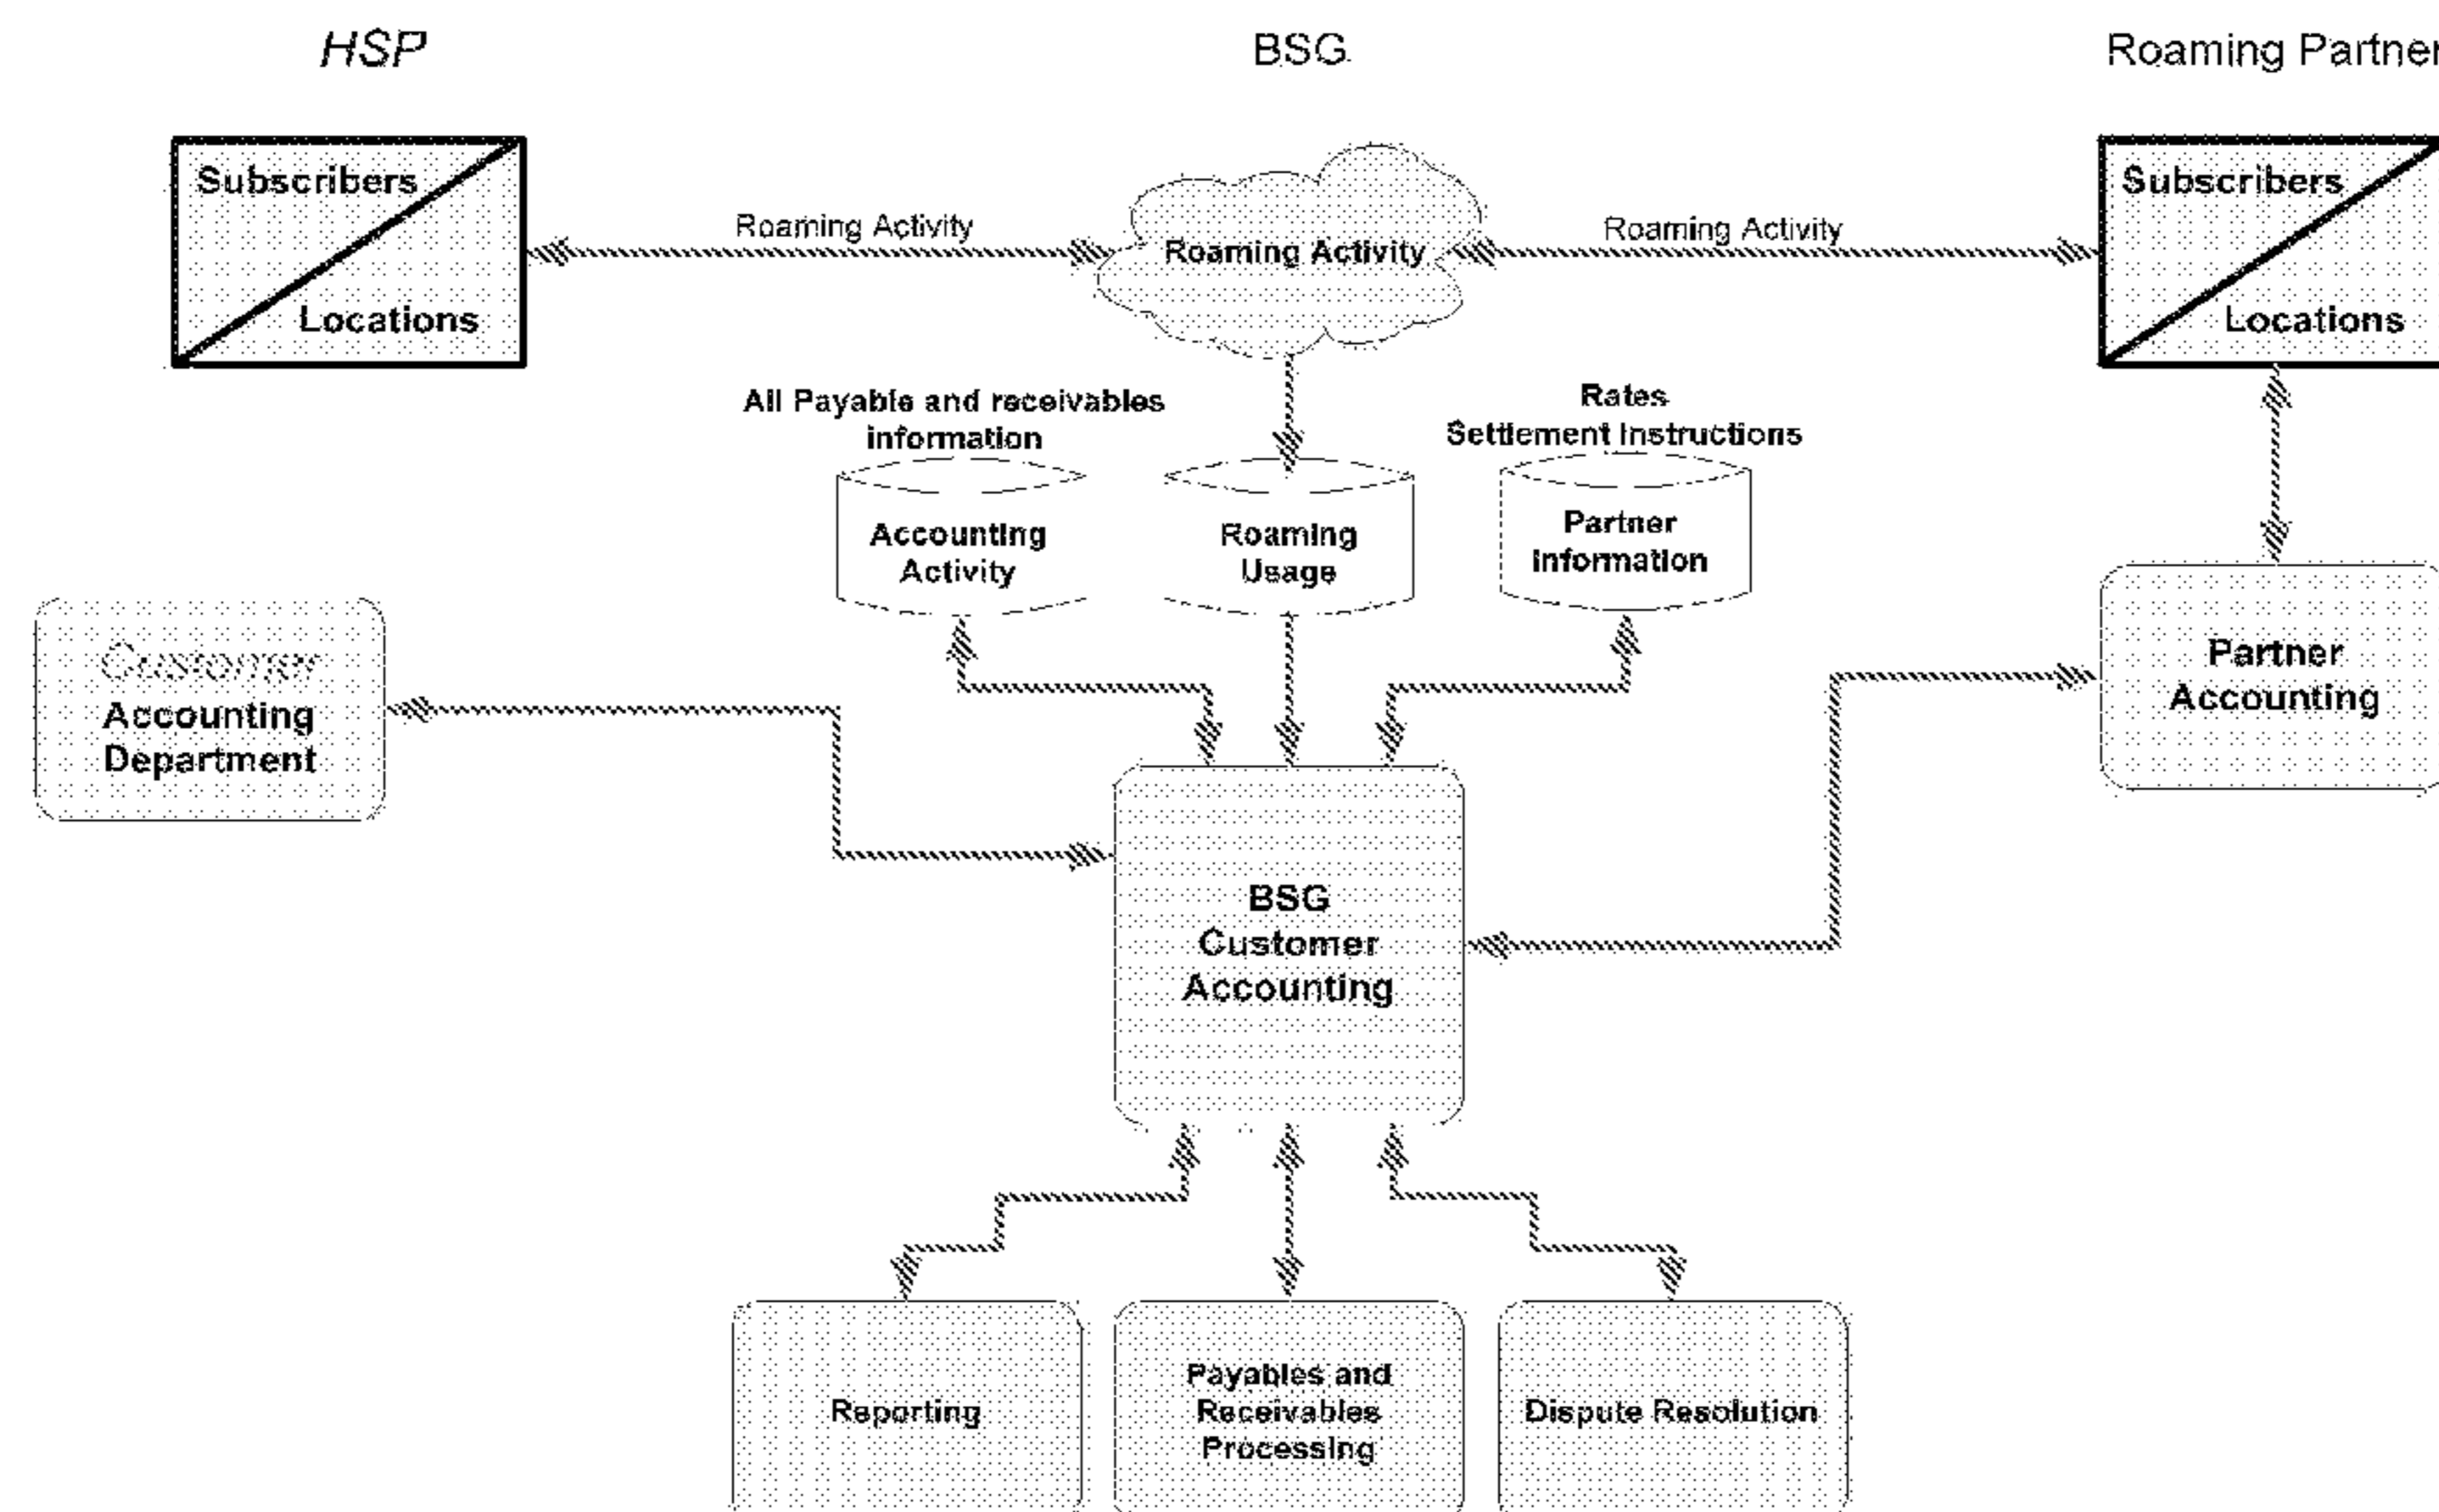 HSP
BSG
Roaming Partner
Subscribers
Locations
Roaming Activity
Roaming Activity
Roaming Activity
Subscribers
Locations
All Payable and receivables
information
Rates
Settlement Instructions
Accounting
Activity
Roaming
Usage
Partner
Information
Customer
Accounting
Department
Partner
Accounting
BSG
Customer
Accounting
Reporting
Payables and
Receivables
Processing
Dispute Resolution